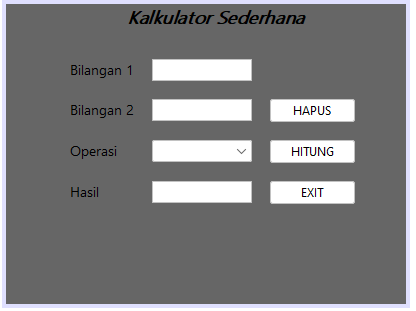 Kalkulator Sederhana
Bilangan 1
Bilangan 2
HAPUS
Operasi
HITUNG
Hasil
EXIT